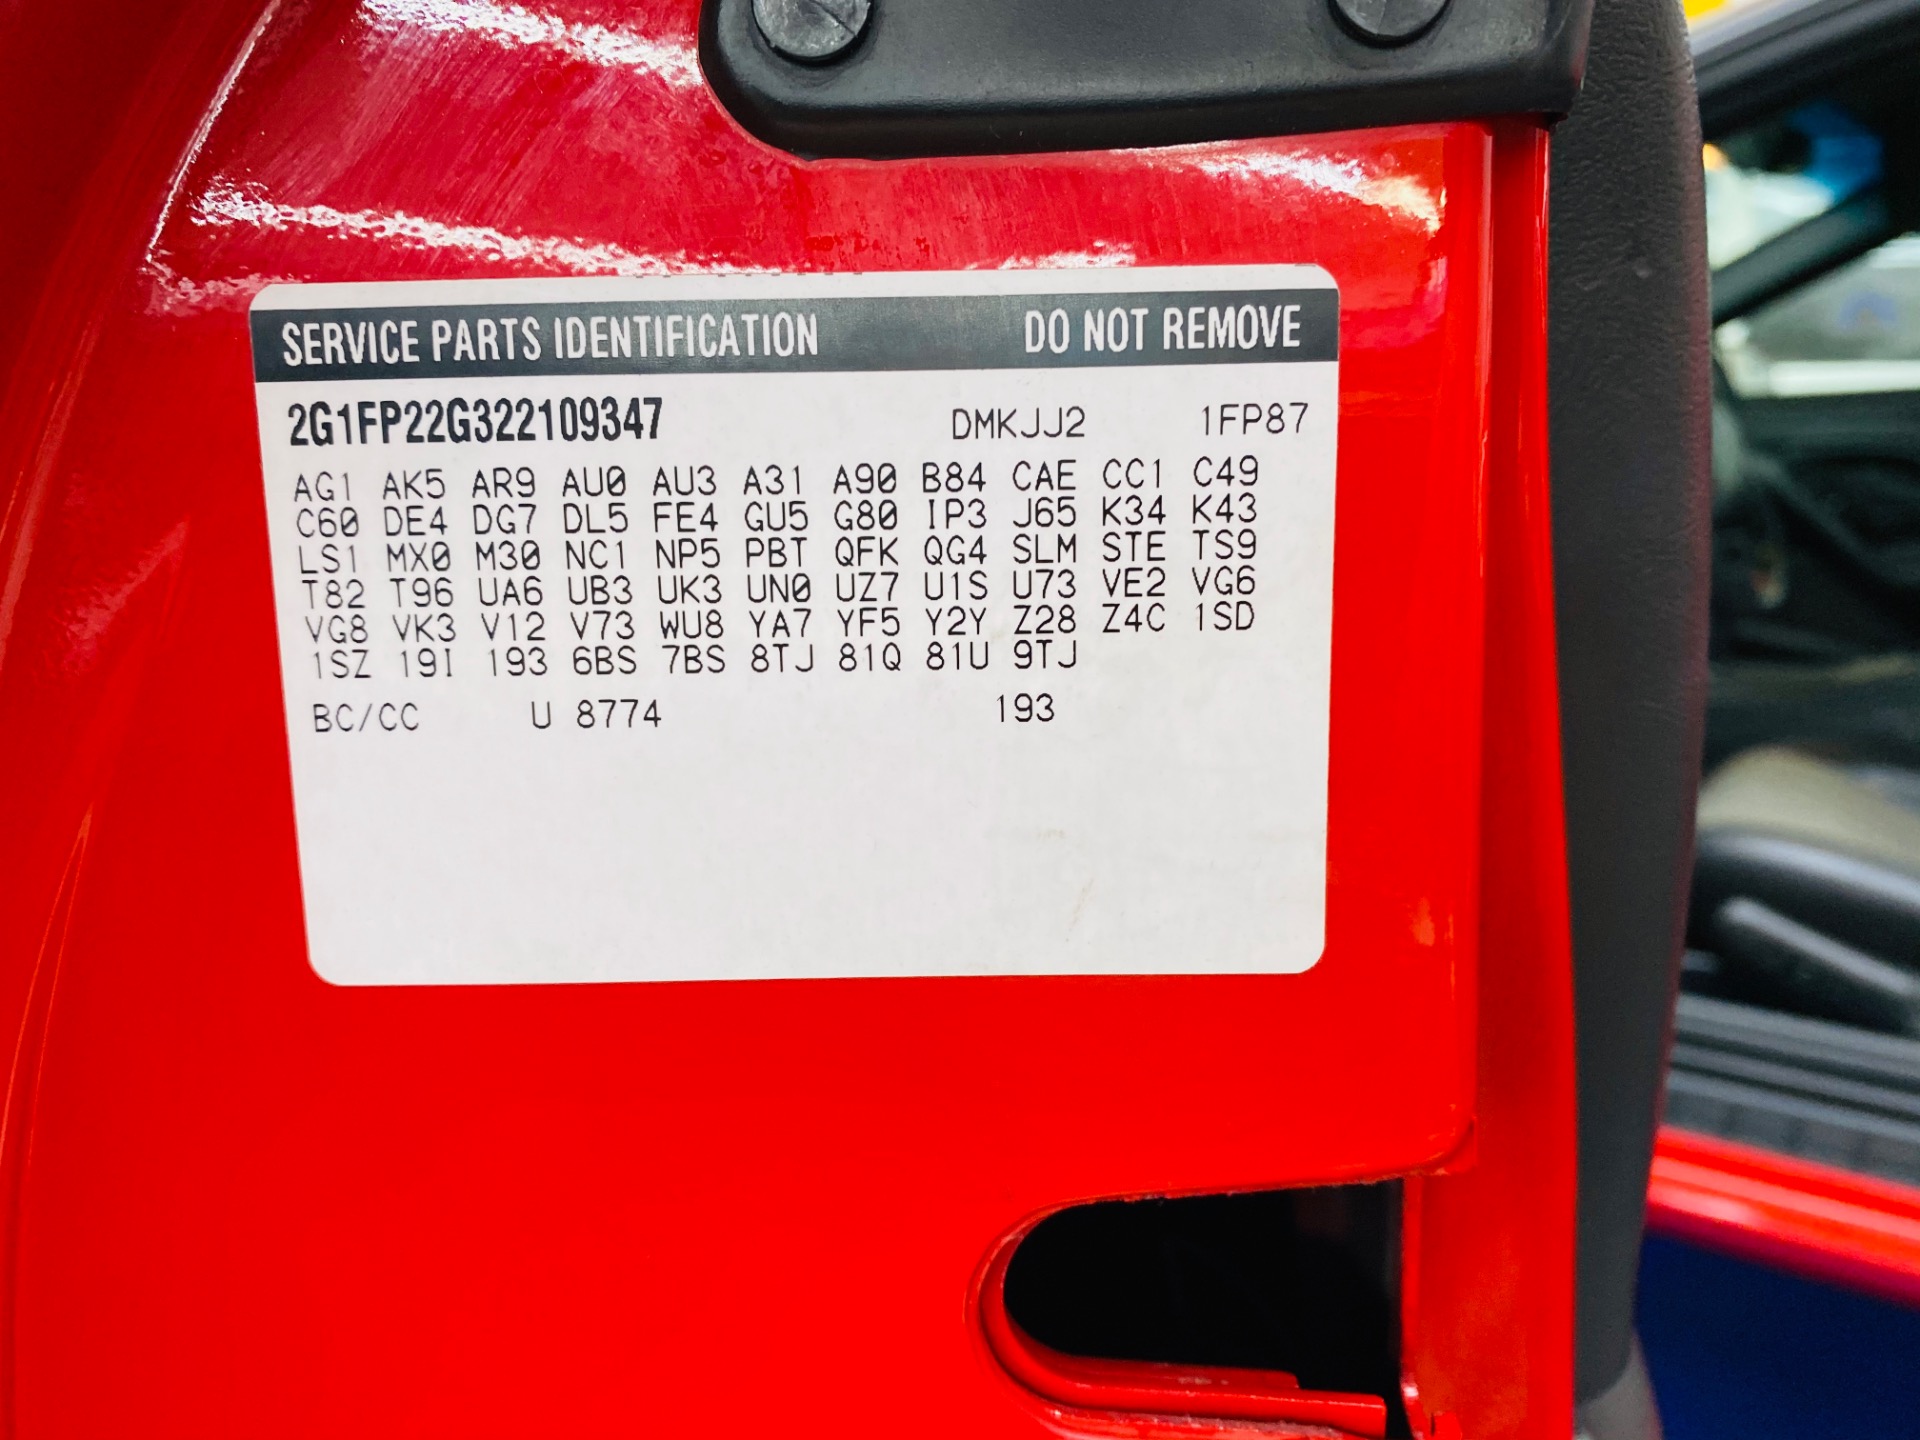 SERVICE PARTS IDENTIFICATION DO NOT REMOVE
2G1FP22G322109347 DMKJJ2 1FP87
AG1 AK5 AR9 AU0 AU3 A31 A90 B84 CAE CC1 C49
C60 DE4 DG7 DL5 FE4 GU5 G80 IP3 J65 K34 K43
LS1 MX0 M30 NC1 NP5 PBT QFK QG4 SLM STE TS9
T82 T96 UA6 UB3 UK3 UN0 UZ7 U1S U73 VE2 VG6
VG8 VK3 V12 V73 WU8 YA7 YF5 Y2Y Z28 Z4C 1SD
1SZ 19I 193 6BS 7BS 8TJ 81Q 81U 9TJ
BC/CC U 8774 193